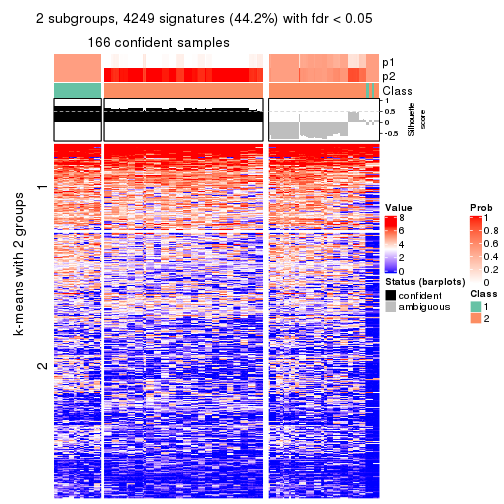 2 subgroups, 4249 signatures (44.2%) with fdr < 0.05
166 confident samples
p1
p2
Class
1
0.5
0
-0.5
Silhouette
score
k-means with 2 groups
1
2
Value
8
6
4
2
0
Status (barplots)
confident
ambiguous
Prob
1
0.8
0.6
0.4
0.2
0
Class
1
2